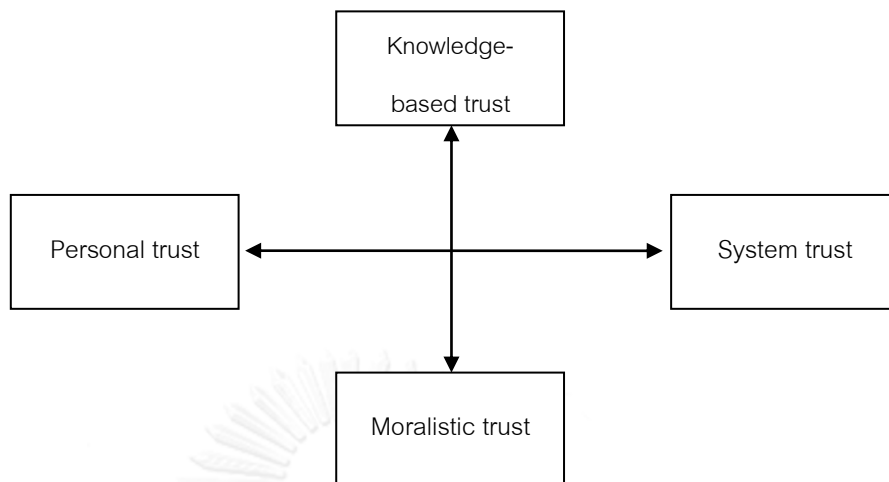 Knowledge-
based trust
Personal trust
System trust
Moralistic trust